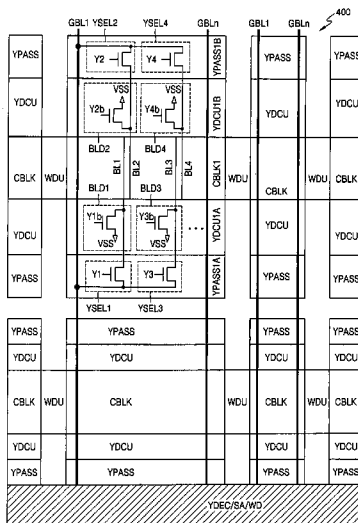 GBL1 YSEL2 YSEL4 GBLn GBL1 GBLn 400
YPASS Y2 Y4 YPASS1B YPASS YPASS
VSS VSS
YDCU Y2b Y4b YDCU1B YDCU YDCU
BLD2 BLD4
CBLK WDU BL1 BL2 BL3 BL4 CBLK1 WDU CBLK WDU CBLK
BLD1 BLD3
YDCU Y1b Y3b YDCU1A YDCU YDCU
VSS VSS
YPASS Y1 Y3 YPASS1A YPASS YPASS
YSEL1 YSEL3
YPASS YPASS YPASS YPASS
YDCU YDCU YDCU YDCU
CBLK WDU CBLK WDU CBLK WDU CBLK
YDCU YDCU YDCU YDCU
YPASS YPASS YPASS YPASS
YDEC/SA/WD